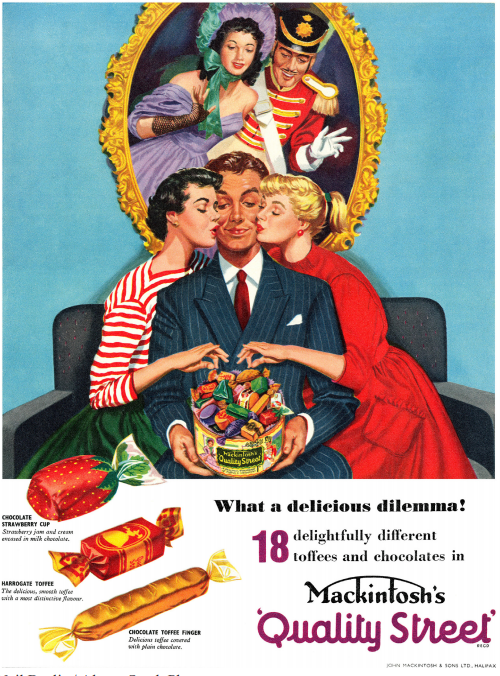 Mackintosh's
Quality Street
What a delicious dilemma!
18 delightfully different
toffees and chocolates in
Mackintosh's
'Quality Street'
REGD
CHOCOLATE
STRAWBERRY CUP
Strawberry jam and cream
encased in milk chocolate.
HARROGATE TOFFEE
The delicious, smooth toffee
with a most distinctive flavour.
CHOCOLATE TOFFEE FINGER
Delicious toffee covered
with plain chocolate.
JOHN MACKINTOSH & SONS LTD., HALIFAX